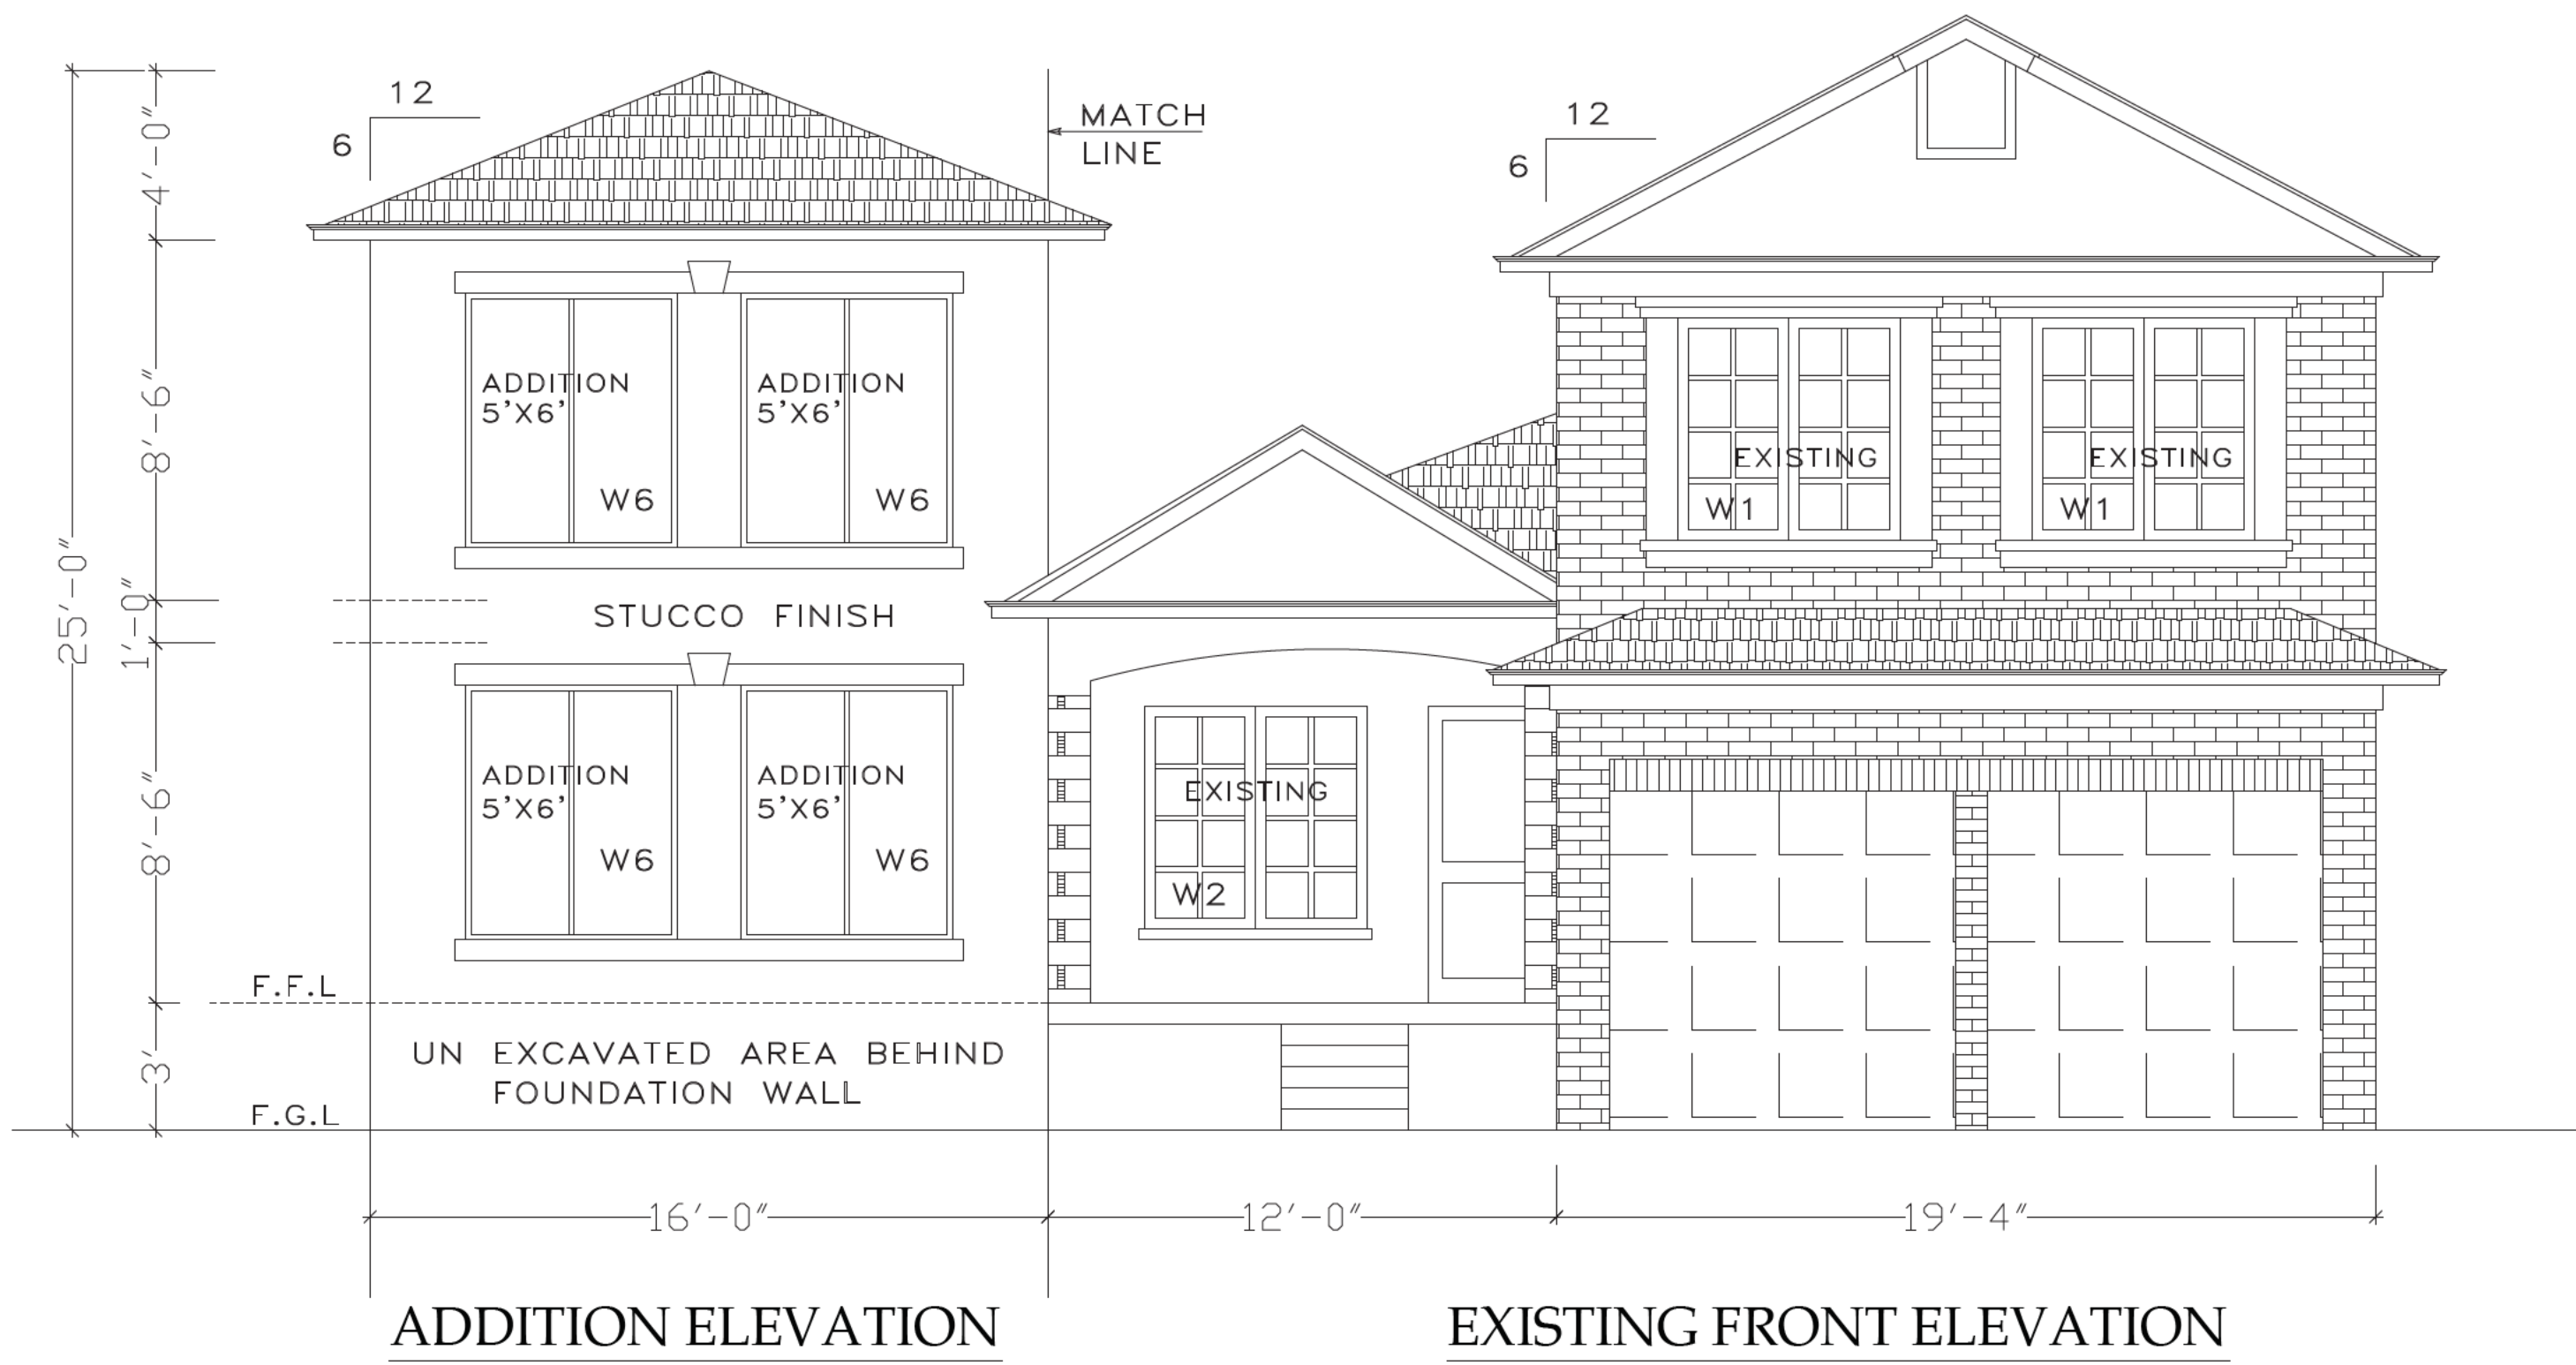 12
6
MATCH
LINE
12
6
4'-0"
8'-6"
25'-0"
1'-0"
8'-6"
3'
ADDITION
5'X6'
W6
ADDITION
5'X6'
W6
STUCCO FINISH
ADDITION
5'X6'
W6
ADDITION
5'X6'
W6
F.F.L
UN EXCAVATED AREA BEHIND
FOUNDATION WALL
F.G.L
EXISTING
W1
EXISTING
W1
EXISTING
W2
16'-0"
12'-0"
19'-4"
ADDITION ELEVATION
EXISTING FRONT ELEVATION